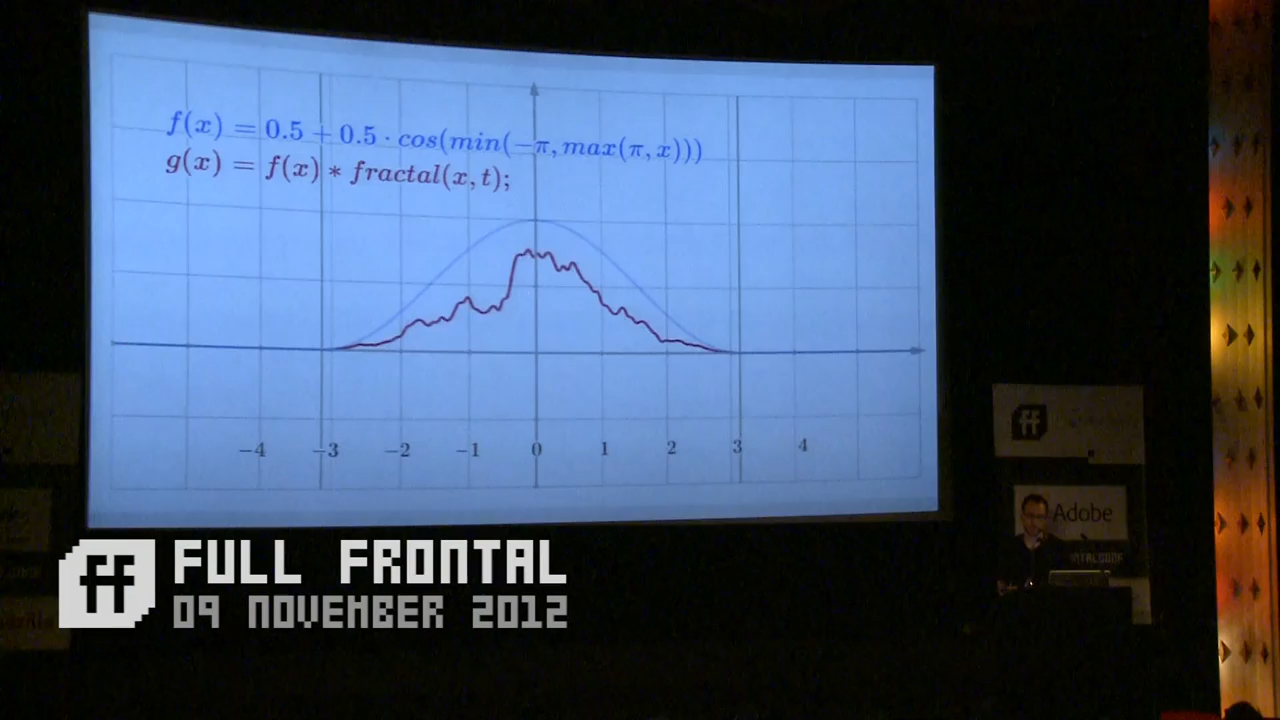 f(x) = 0.5 + 0.5 · cos(min(−π, max(π, x)))
g(x) = f(x) * fractal(x, t);
−4 −3 −2 −1 0 1 2 3 4
ff
Adobe
ff FULL FRONTAL
09 NOVEMBER 2012